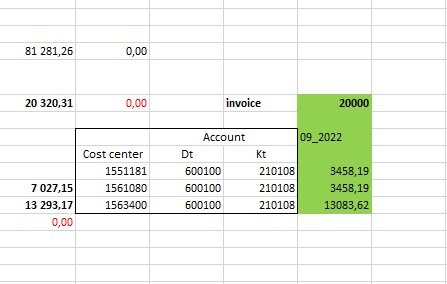 81 281,26 0,00
20 320,31 0,00 invoice 20000
Account 09_2022
Cost center Dt Kt
1551181 600100 210108 3458,19
7 027,15 1561080 600100 210108 3458,19
13 293,17 1563400 600100 210108 13083,62
0,00